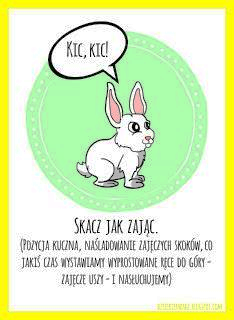 Kic, kic!
Skacz jak zając.
(Pozycja kuczna, naśladowanie zajęczych skoków, co
jakiś czas wystawiamy wyprostowane ręce do góry -
zajęcze uszy - i nasłuchujemy)